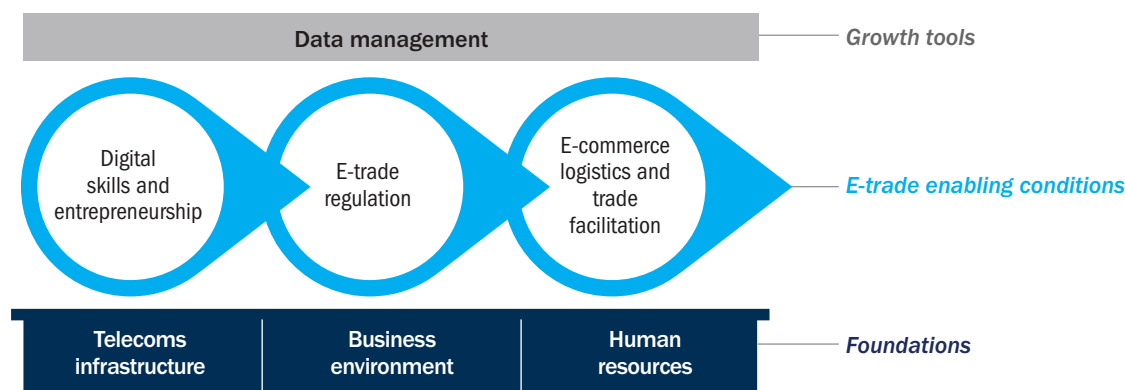 Data management
Growth tools
Digital
skills and
entrepreneurship
E-trade
regulation
E-commerce
logistics and
trade
facilitation
E-trade enabling conditions
Telecoms
infrastructure
Business
environment
Human
resources
Foundations